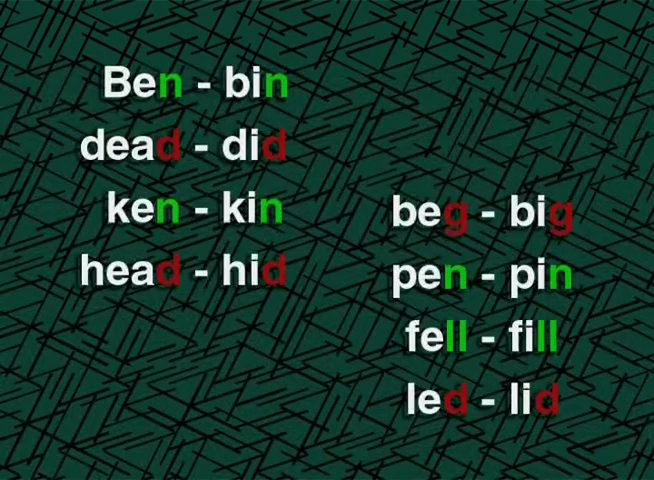 Ben - bin
dead - did
ken - kin
head - hid
beg - big
pen - pin
fell - fill
led - lid